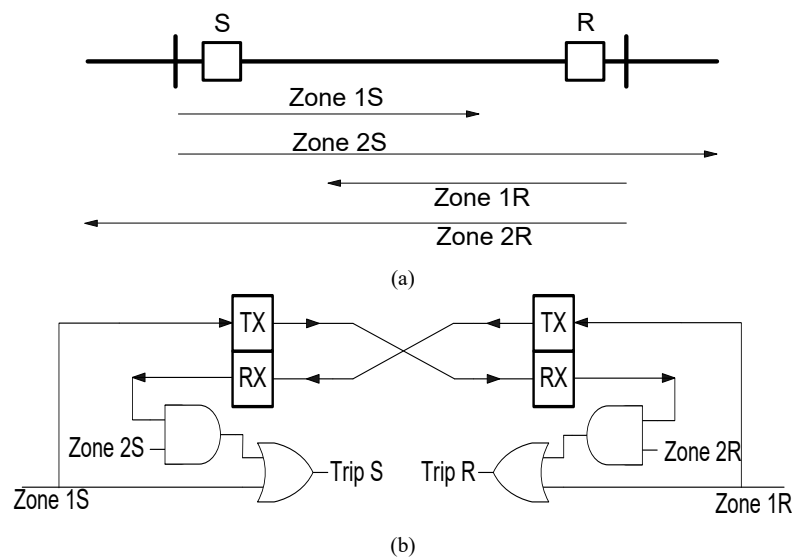 S R
Zone 1S
Zone 2S
Zone 1R
Zone 2R
(a)
TX TX
RX RX
Zone 2S Trip S Trip R Zone 2R
Zone 1S Zone 1R
(b)